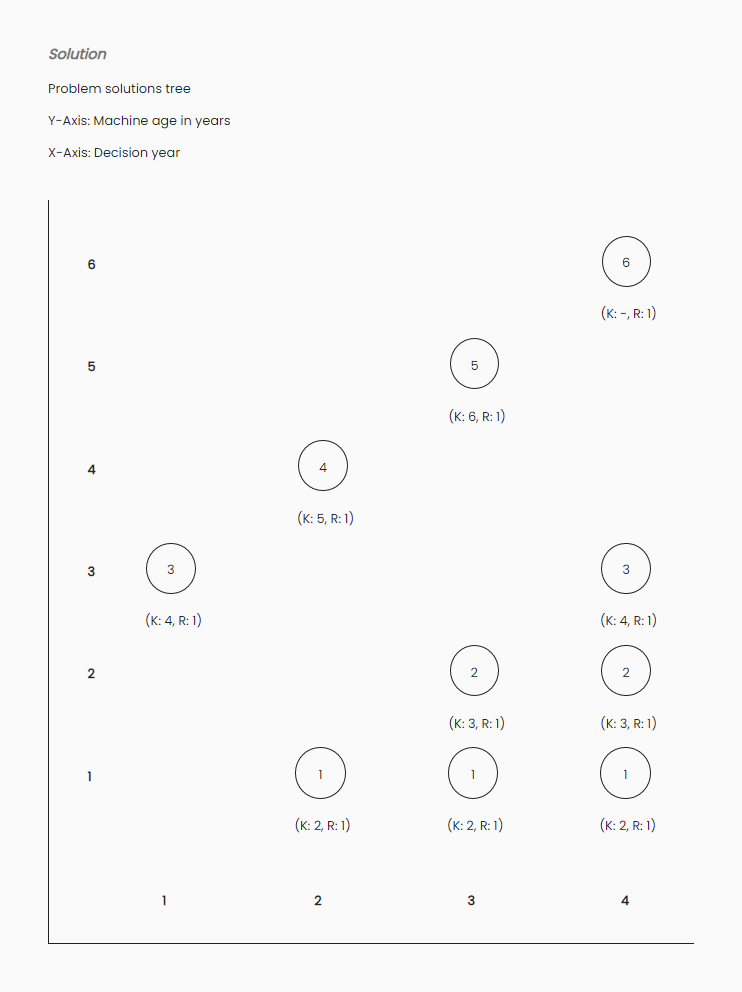 Solution
Problem solutions tree
Y-Axis: Machine age in years
X-Axis: Decision year
6
6
(K: -, R: 1)
5
5
(K: 6, R: 1)
4
4
(K: 5, R: 1)
3
3
3
(K: 4, R: 1)
(K: 4, R: 1)
2
2
2
(K: 3, R: 1)
(K: 3, R: 1)
1
1
1
1
(K: 2, R: 1)
(K: 2, R: 1)
(K: 2, R: 1)
1
2
3
4